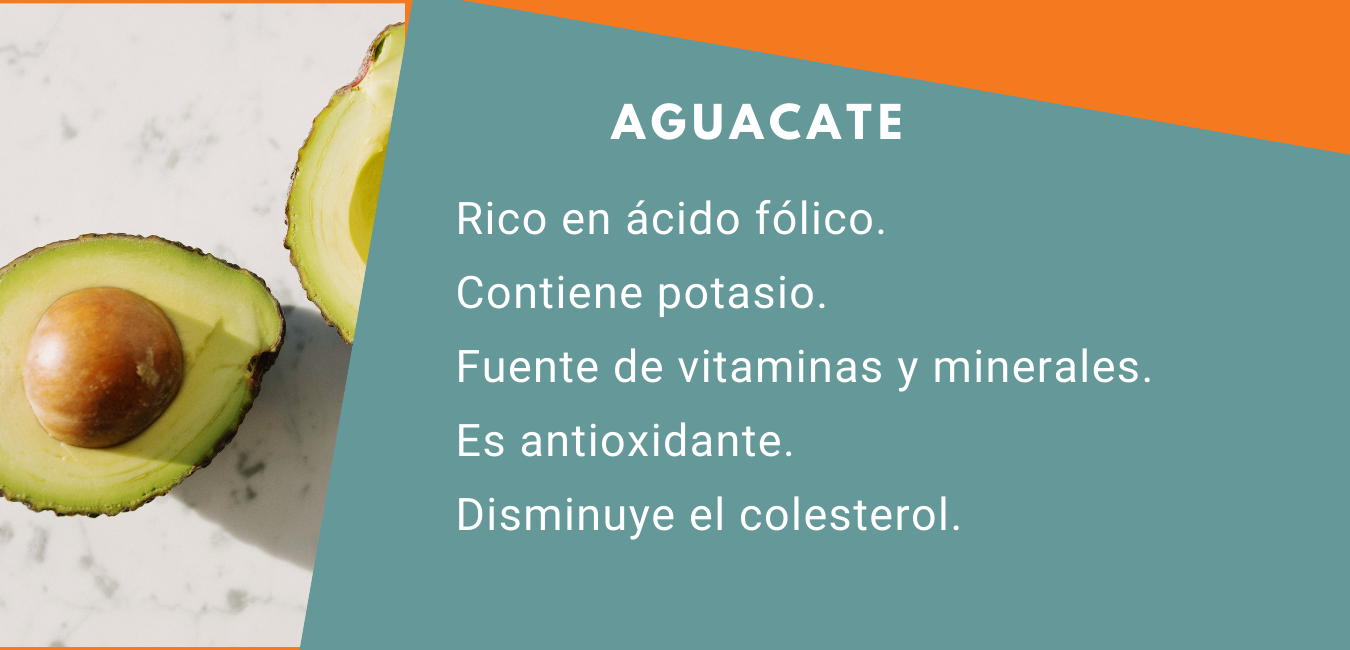 AGUACATE
Rico en ácido fólico.
Contiene potasio.
Fuente de vitaminas y minerales.
Es antioxidante.
Disminuye el colesterol.